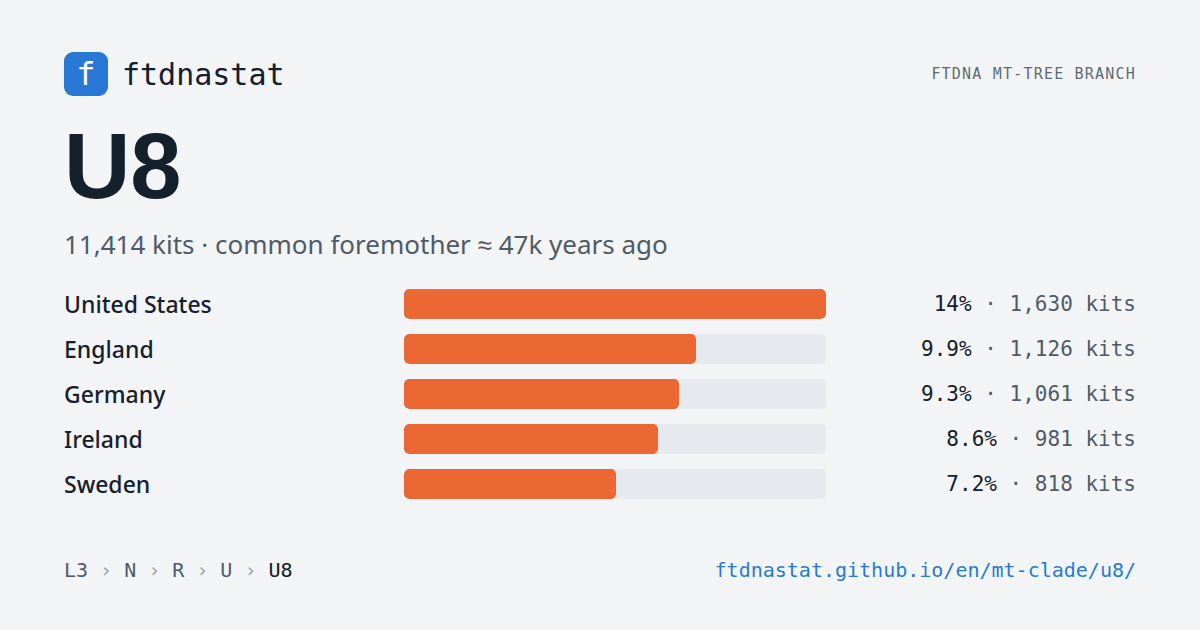 f ftdnastat
FTDNA MT-TREE BRANCH
U8
11,414 kits · common foremother ≈ 47k years ago
United States 14% · 1,630 kits
England 9.9% · 1,126 kits
Germany 9.3% · 1,061 kits
Ireland 8.6% · 981 kits
Sweden 7.2% · 818 kits
L3 › N › R › U › U8
ftdnastat.github.io/en/mt-clade/u8/